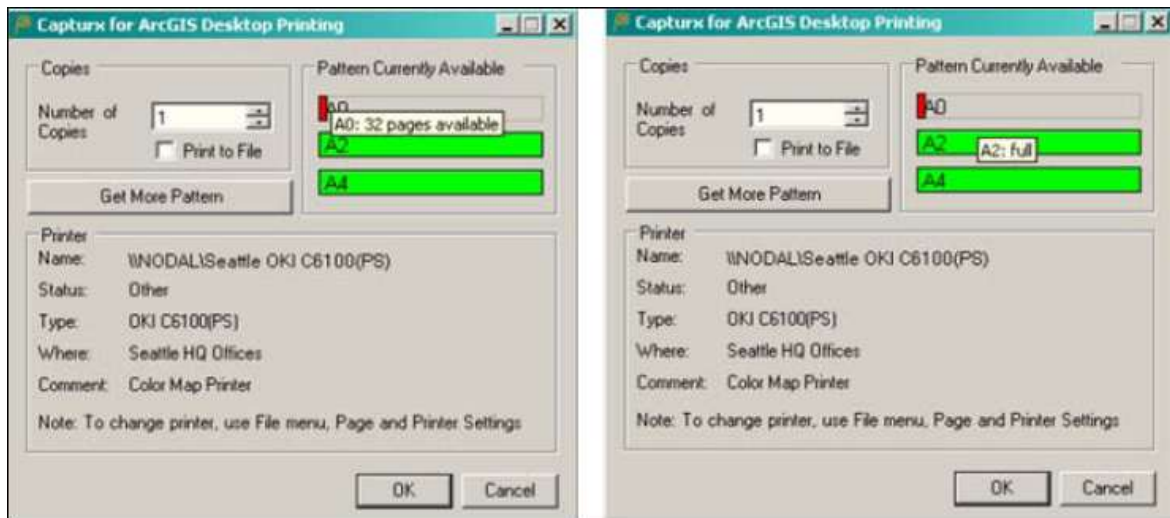 Capturx for ArcGIS Desktop Printing
Copies
Number of Copies
1
Print to File
Get More Pattern
Pattern Currently Available
A0
A0: 32 pages available
A2
A4
Printer
Name: \\NODAL\Seattle OKI C6100(PS)
Status: Other
Type: OKI C6100(PS)
Where: Seattle HQ Offices
Comment: Color Map Printer
Note: To change printer, use File menu, Page and Printer Settings
OK
Cancel
Capturx for ArcGIS Desktop Printing
Copies
Number of Copies
1
Print to File
Get More Pattern
Pattern Currently Available
A0
A2
A2: full
A4
Printer
Name: \\NODAL\Seattle OKI C6100(PS)
Status: Other
Type: OKI C6100(PS)
Where: Seattle HQ Offices
Comment: Color Map Printer
Note: To change printer, use File menu, Page and Printer Settings
OK
Cancel